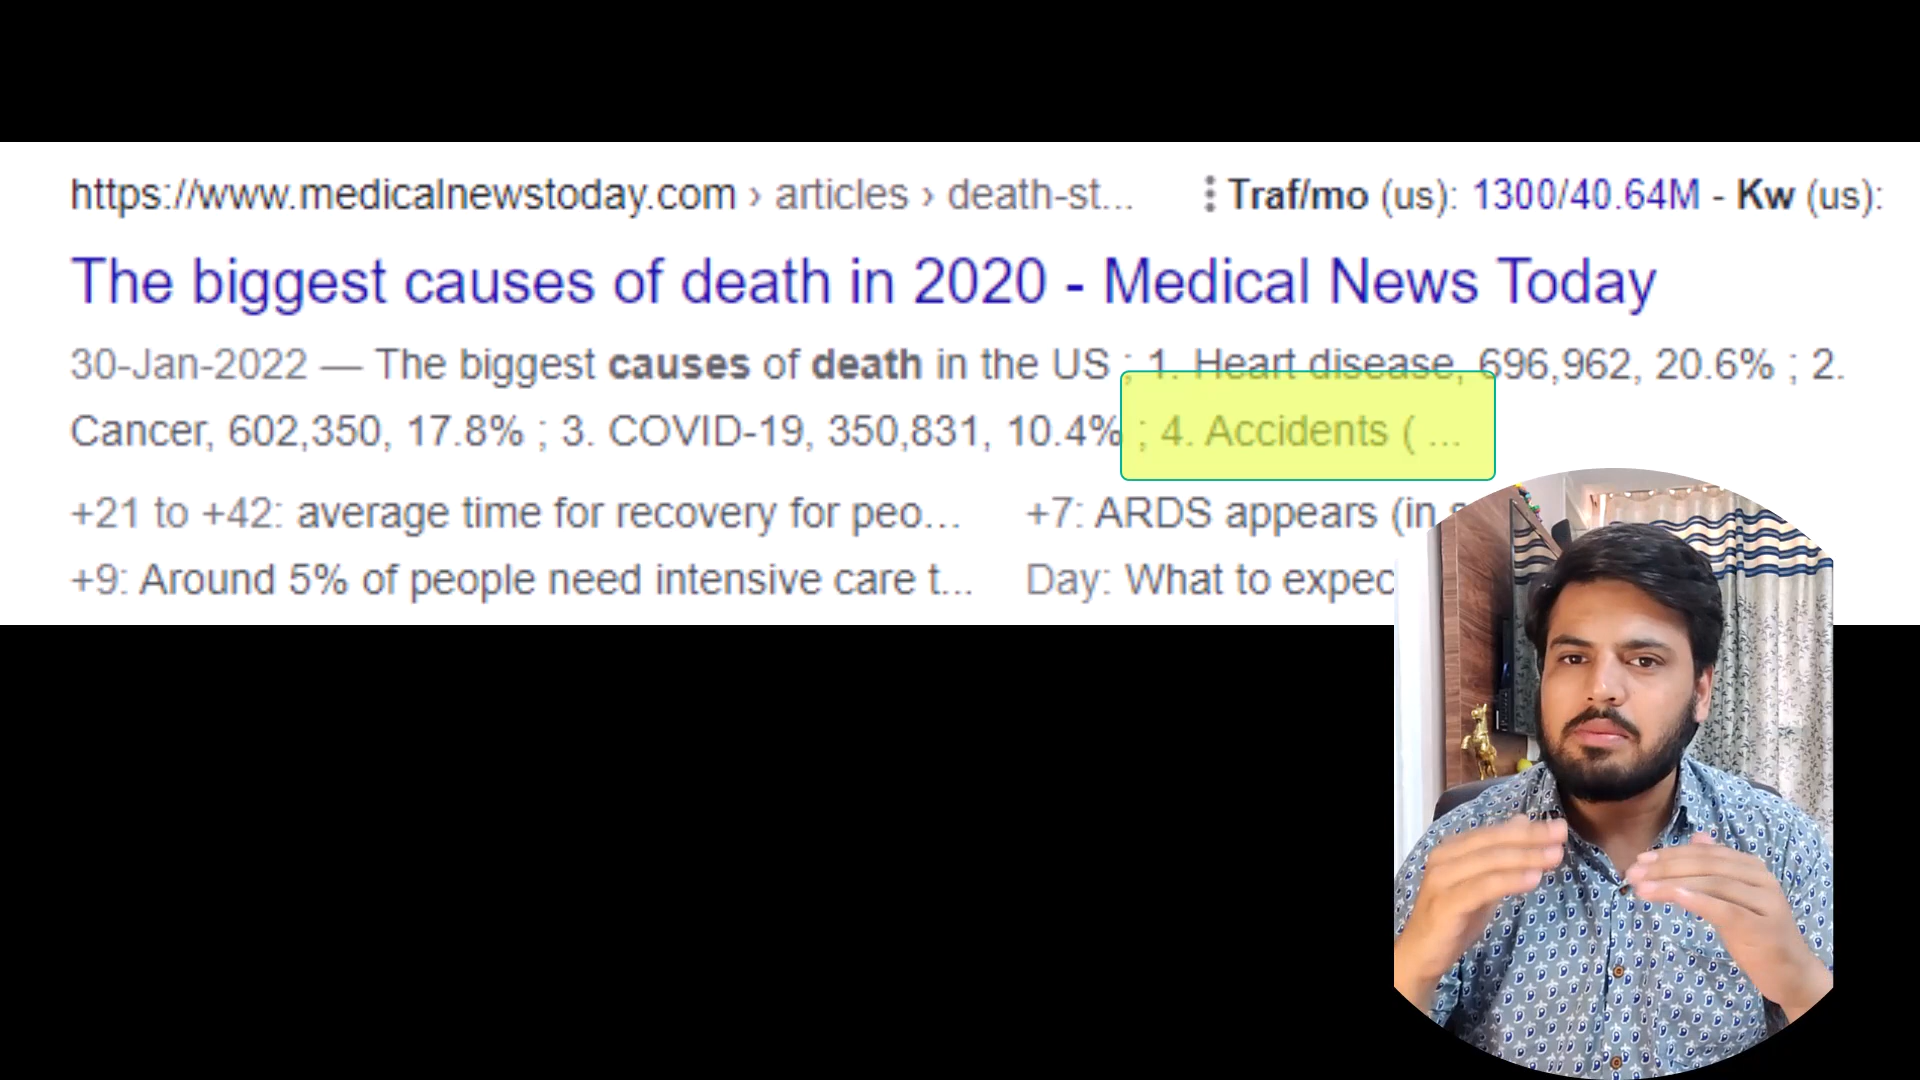 https://www.medicalnewstoday.com › articles › death-st... Traf/mo (us): 1300/40.64M - Kw (us):
The biggest causes of death in 2020 - Medical News Today
30-Jan-2022 — The biggest causes of death in the US ; 1. Heart disease, 696,962, 20.6% ; 2.
Cancer, 602,350, 17.8% ; 3. COVID-19, 350,831, 10.4% ; 4. Accidents ( ...
+21 to +42: average time for recovery for peo... +7: ARDS appears (in
+9: Around 5% of people need intensive care t... Day: What to expec